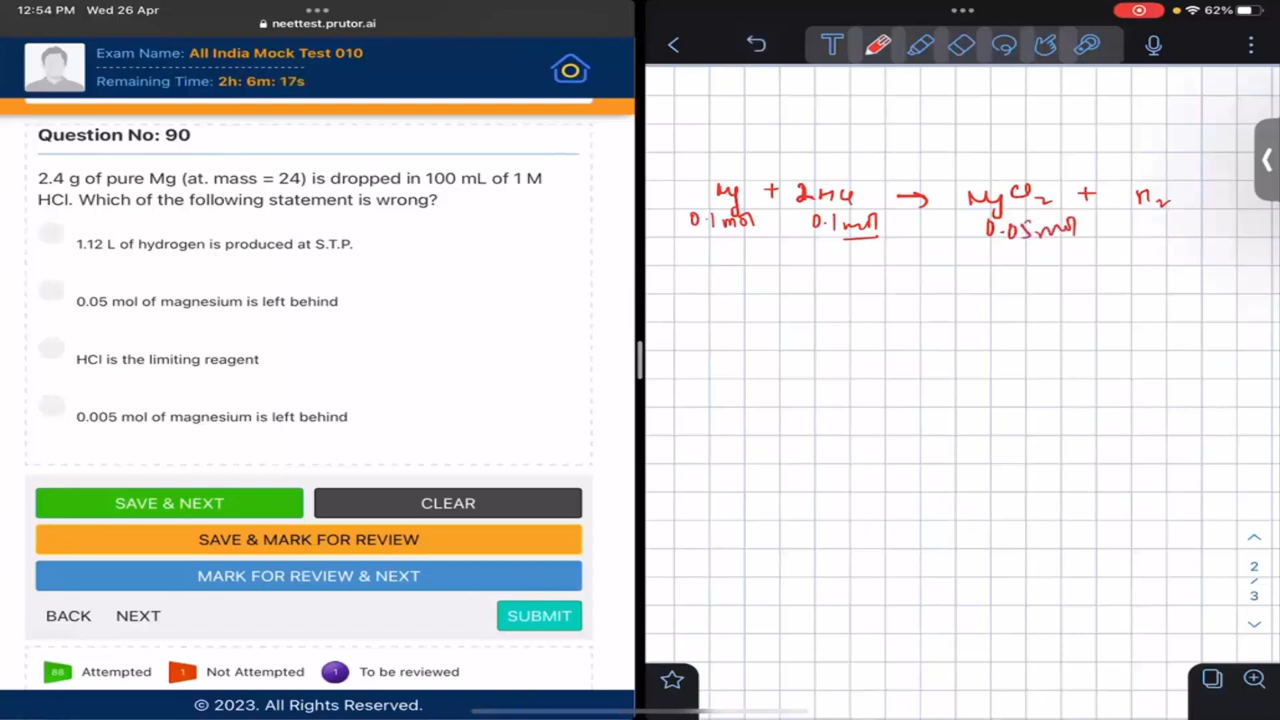 12:54 PM Wed 26 Apr
neettest.prutor.ai
62%
Exam Name: All India Mock Test 010
Remaining Time: 2h: 6m: 17s
Question No: 90
2.4 g of pure Mg (at. mass = 24) is dropped in 100 mL of 1 M
HCl. Which of the following statement is wrong?
1.12 L of hydrogen is produced at S.T.P.
0.05 mol of magnesium is left behind
HCl is the limiting reagent
0.005 mol of magnesium is left behind
SAVE & NEXT CLEAR
SAVE & MARK FOR REVIEW
MARK FOR REVIEW & NEXT
BACK NEXT SUBMIT
88 Attempted 1 Not Attempted 1 To be reviewed
© 2023. All Rights Reserved.
T
Mg + 2HCl → MgCl2 + H2
0.1mol 0.1mol 0.05mol
2
/
3